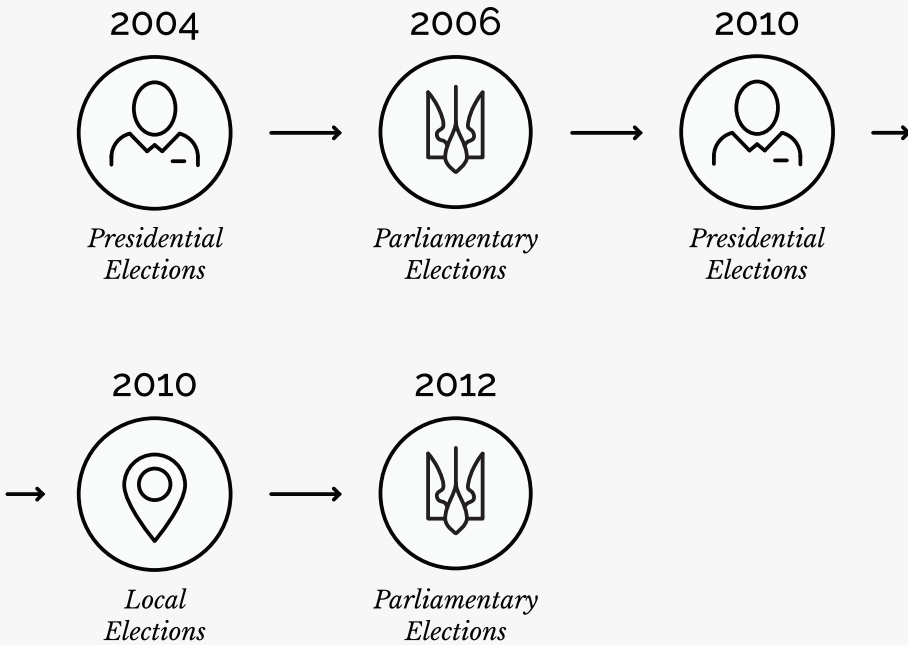 2004
2006
2010
Presidential
Elections
Parliamentary
Elections
Presidential
Elections
2010
2012
Local
Elections
Parliamentary
Elections